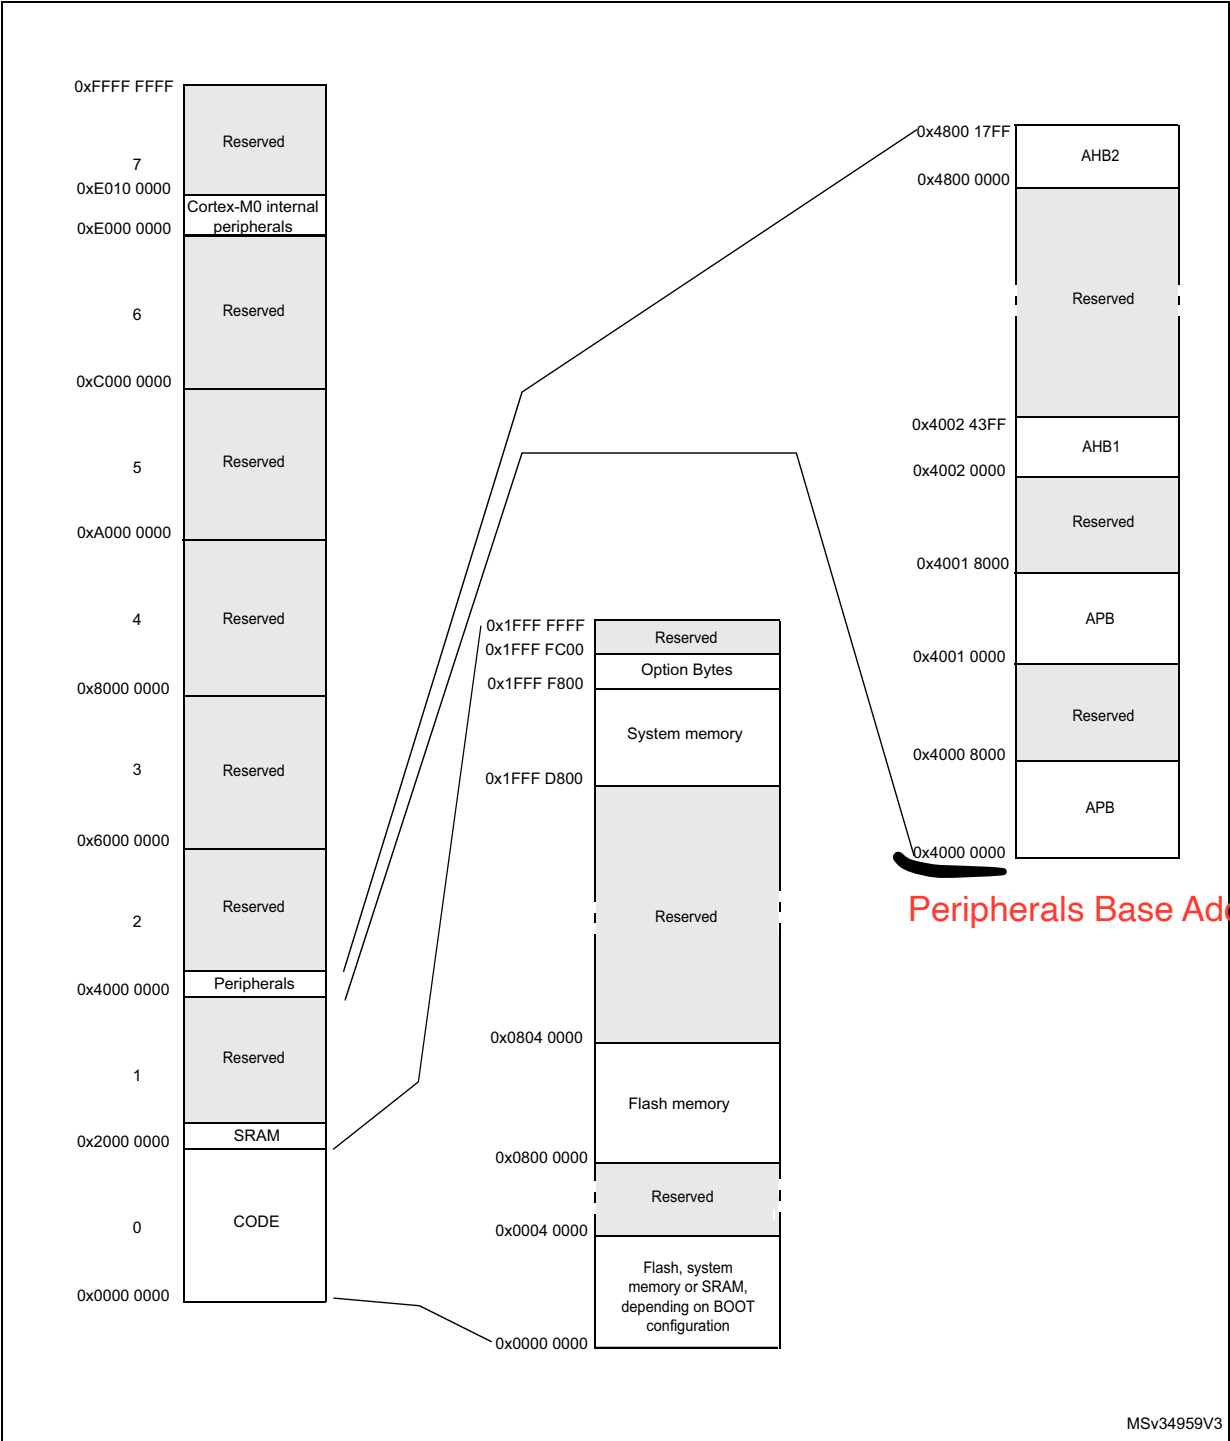 0xFFFF FFFF
Reserved
7
0xE010 0000
Cortex-M0 internal
peripherals
0xE000 0000
Reserved
6
0xC000 0000
Reserved
5
0xA000 0000
Reserved
4
0x8000 0000
Reserved
3
0x6000 0000
Reserved
2
Peripherals
0x4000 0000
Reserved
1
SRAM
0x2000 0000
CODE
0
0x0000 0000
0x1FFF FFFF
Reserved
0x1FFF FC00
Option Bytes
0x1FFF F800
System memory
0x1FFF D800
Reserved
0x0804 0000
Flash memory
0x0800 0000
Reserved
0x0004 0000
Flash, system
memory or SRAM,
depending on BOOT
configuration
0x0000 0000
0x4800 17FF
AHB2
0x4800 0000
Reserved
0x4002 43FF
AHB1
0x4002 0000
Reserved
0x4001 8000
APB
0x4001 0000
Reserved
0x4000 8000
APB
0x4000 0000
Peripherals Base
MSv34959V3